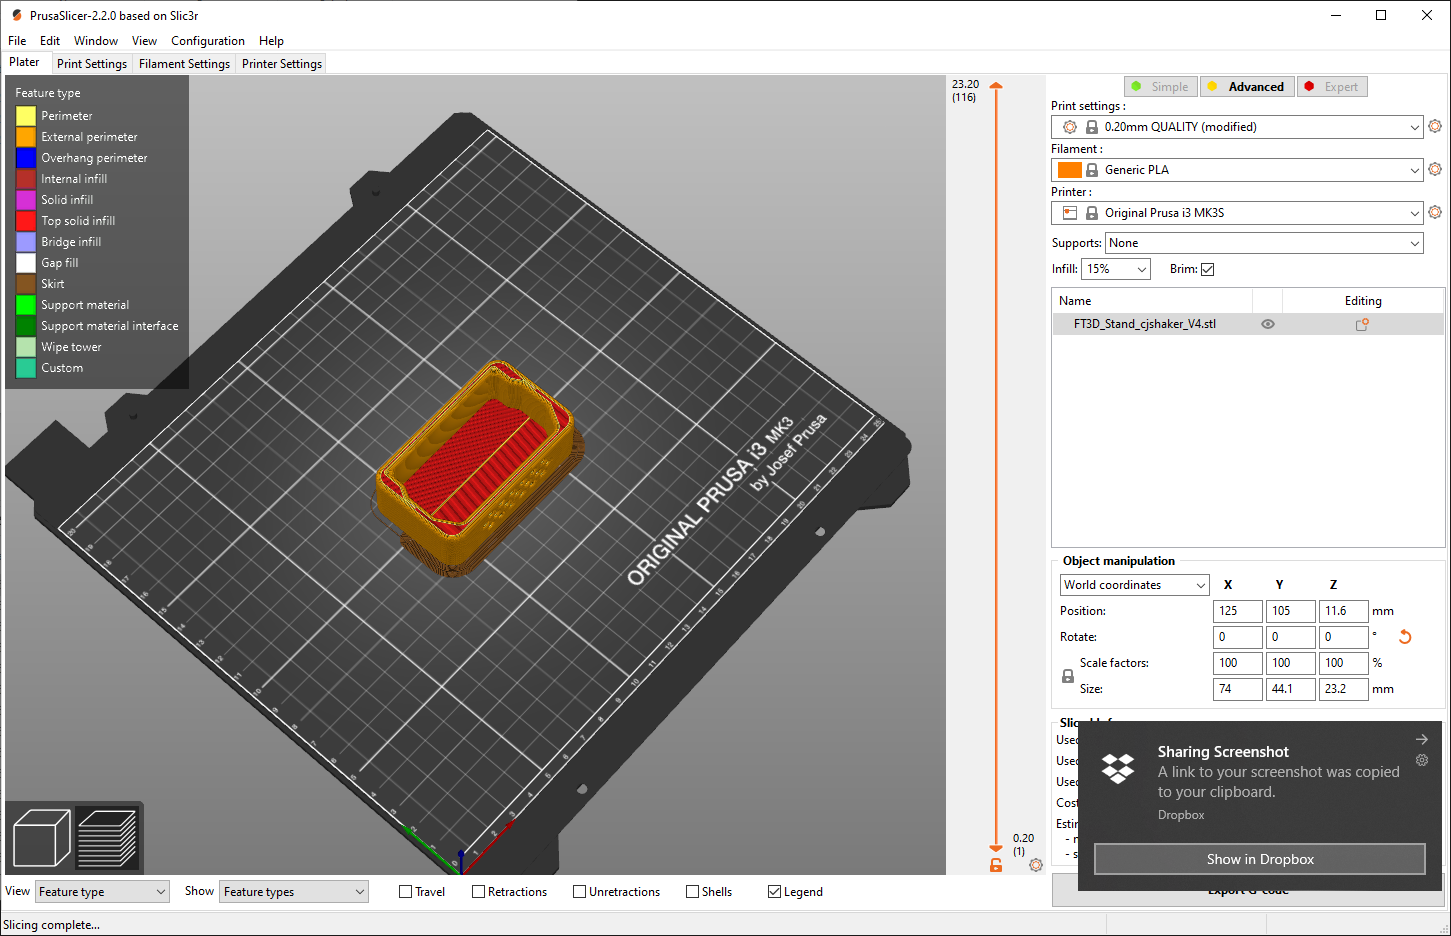 PrusaSlicer-2.2.0 based on Slic3r
File Edit Window View Configuration Help
Plater Print Settings Filament Settings Printer Settings
Feature type
Perimeter
External perimeter
Overhang perimeter
Internal infill
Solid infill
Top solid infill
Bridge infill
Gap fill
Skirt
Support material
Support material interface
Wipe tower
Custom
ORIGINAL PRUSA i3 MK3
by Josef Prusa
23.20
(116)
0.20
(1)
Simple Advanced Expert
Print settings :
0.20mm QUALITY (modified)
Filament :
Generic PLA
Printer :
Original Prusa i3 MK3S
Supports: None
Infill: 15% Brim:
Name Editing
FT3D_Stand_cjshaker_V4.stl
Object manipulation
World coordinates X Y Z
Position: 125 105 11.6 mm
Rotate: 0 0 0 °
Scale factors: 100 100 100 %
Size: 74 44.1 23.2 mm
Sharing Screenshot
A link to your screenshot was copied
to your clipboard.
Dropbox
Show in Dropbox
Export G-code
View Feature type Show Feature types Travel Retractions Unretractions Shells Legend
Slicing complete...